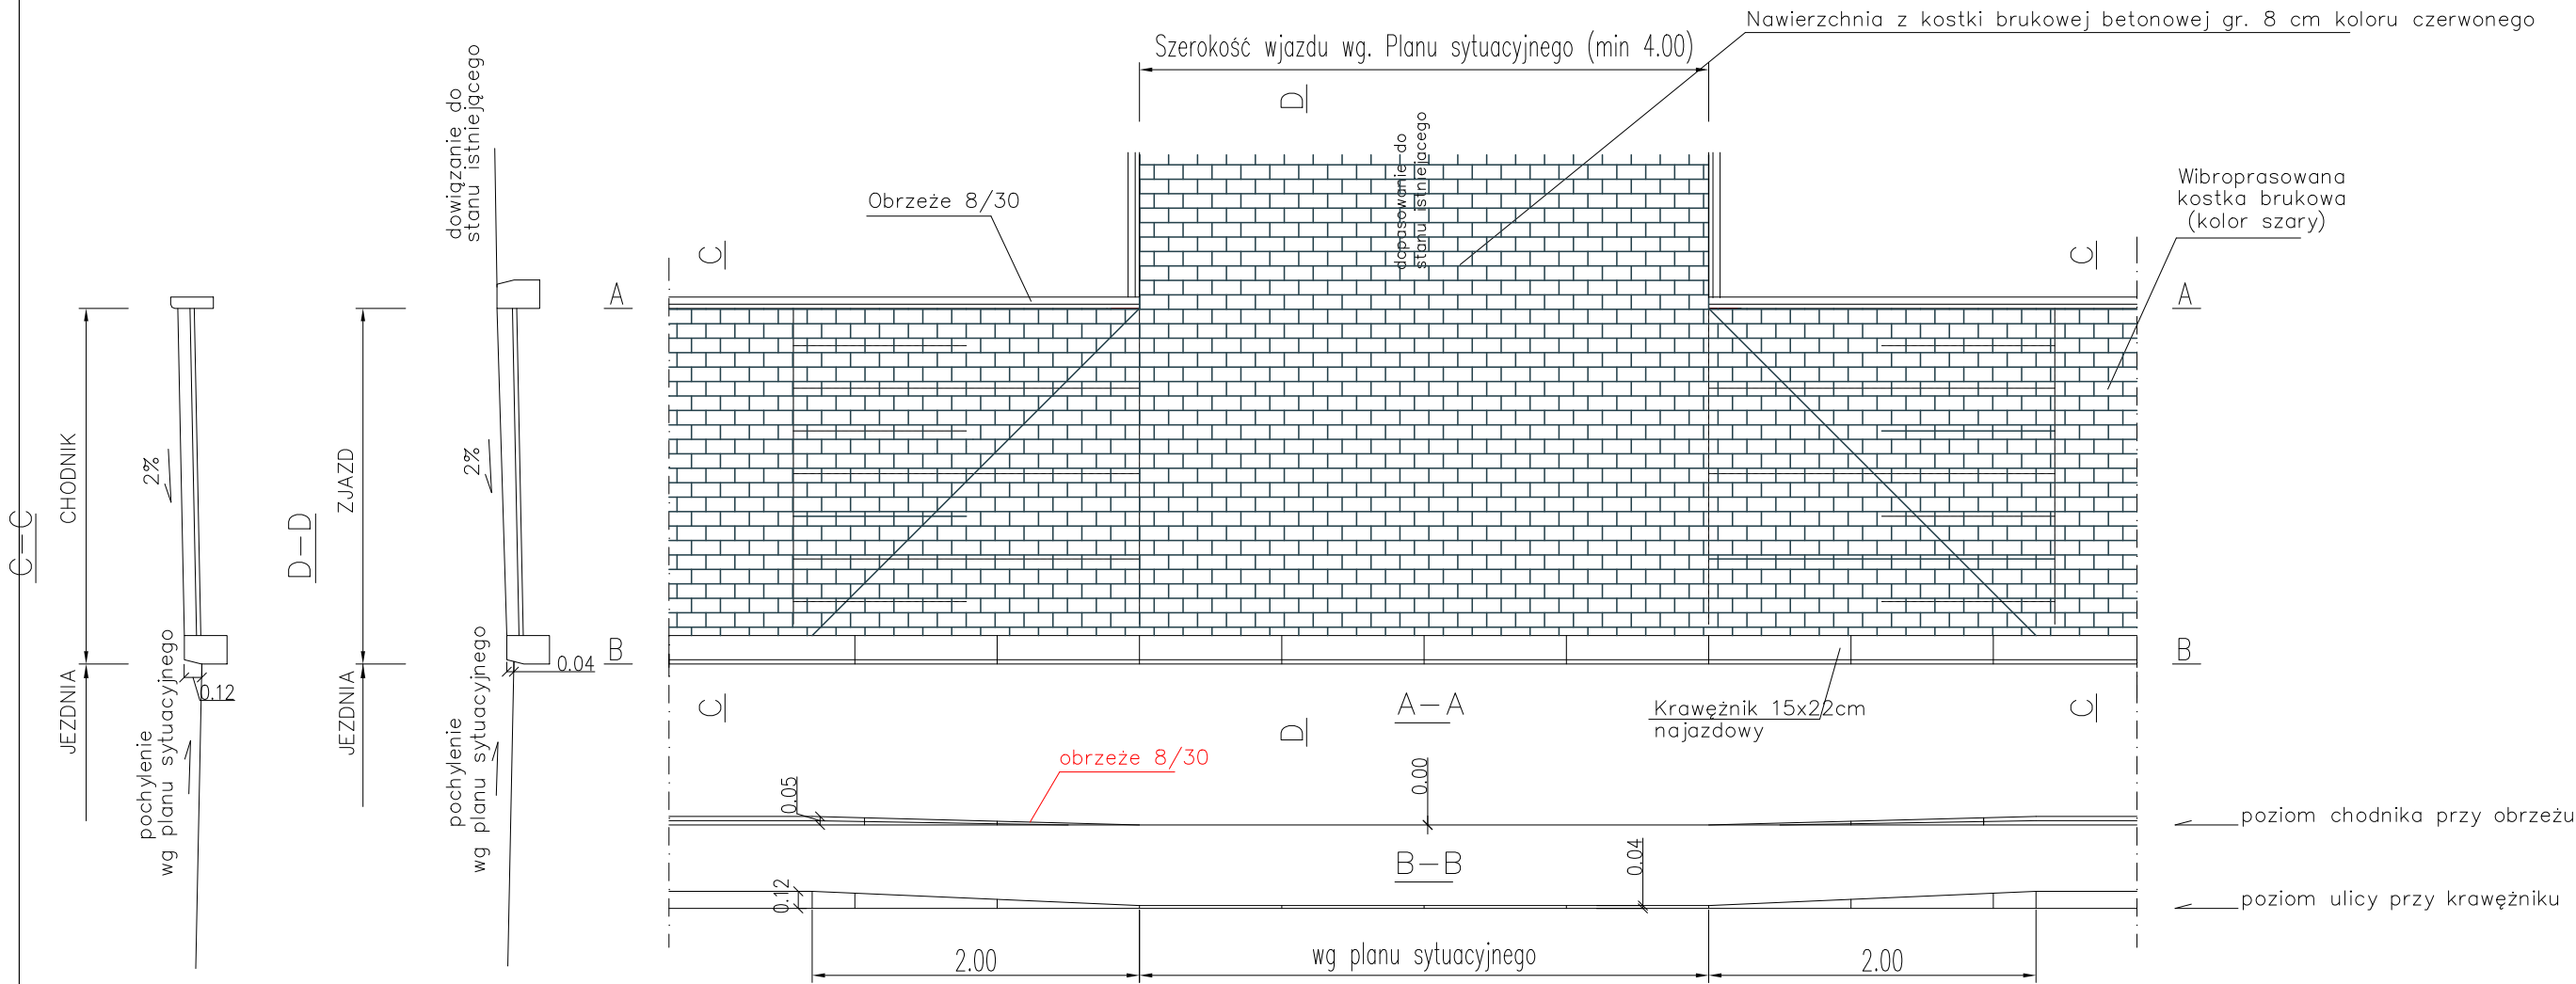 Nawierzchnia z kostki brukowej betonowej gr. 8 cm koloru czerwonego
Szerokość wjazdu wg. Planu sytuacyjnego (min 4.00)
D
dowiązanie do
stanu istniejącego
dopasowanie do
stanu istniejacego
Obrzeże 8/30
Wibroprasowana
kostka brukowa
(kolor szary)
C
C
A
A
C-C
CHODNIK
2%
D-D
ZJAZD
2%
B
B
JEZDNIA
0.12
pochylenie
wg planu sytuacyjnego
JEZDNIA
0.04
pochylenie
wg planu sytuacyjnego
C
D
A-A
Krawężnik 15x22cm
najazdowy
C
obrzeże 8/30
0.05
0.00
poziom chodnika przy obrzeżu
B-B
0.12
0.04
poziom ulicy przy krawężniku
2.00
wg planu sytuacyjnego
2.00